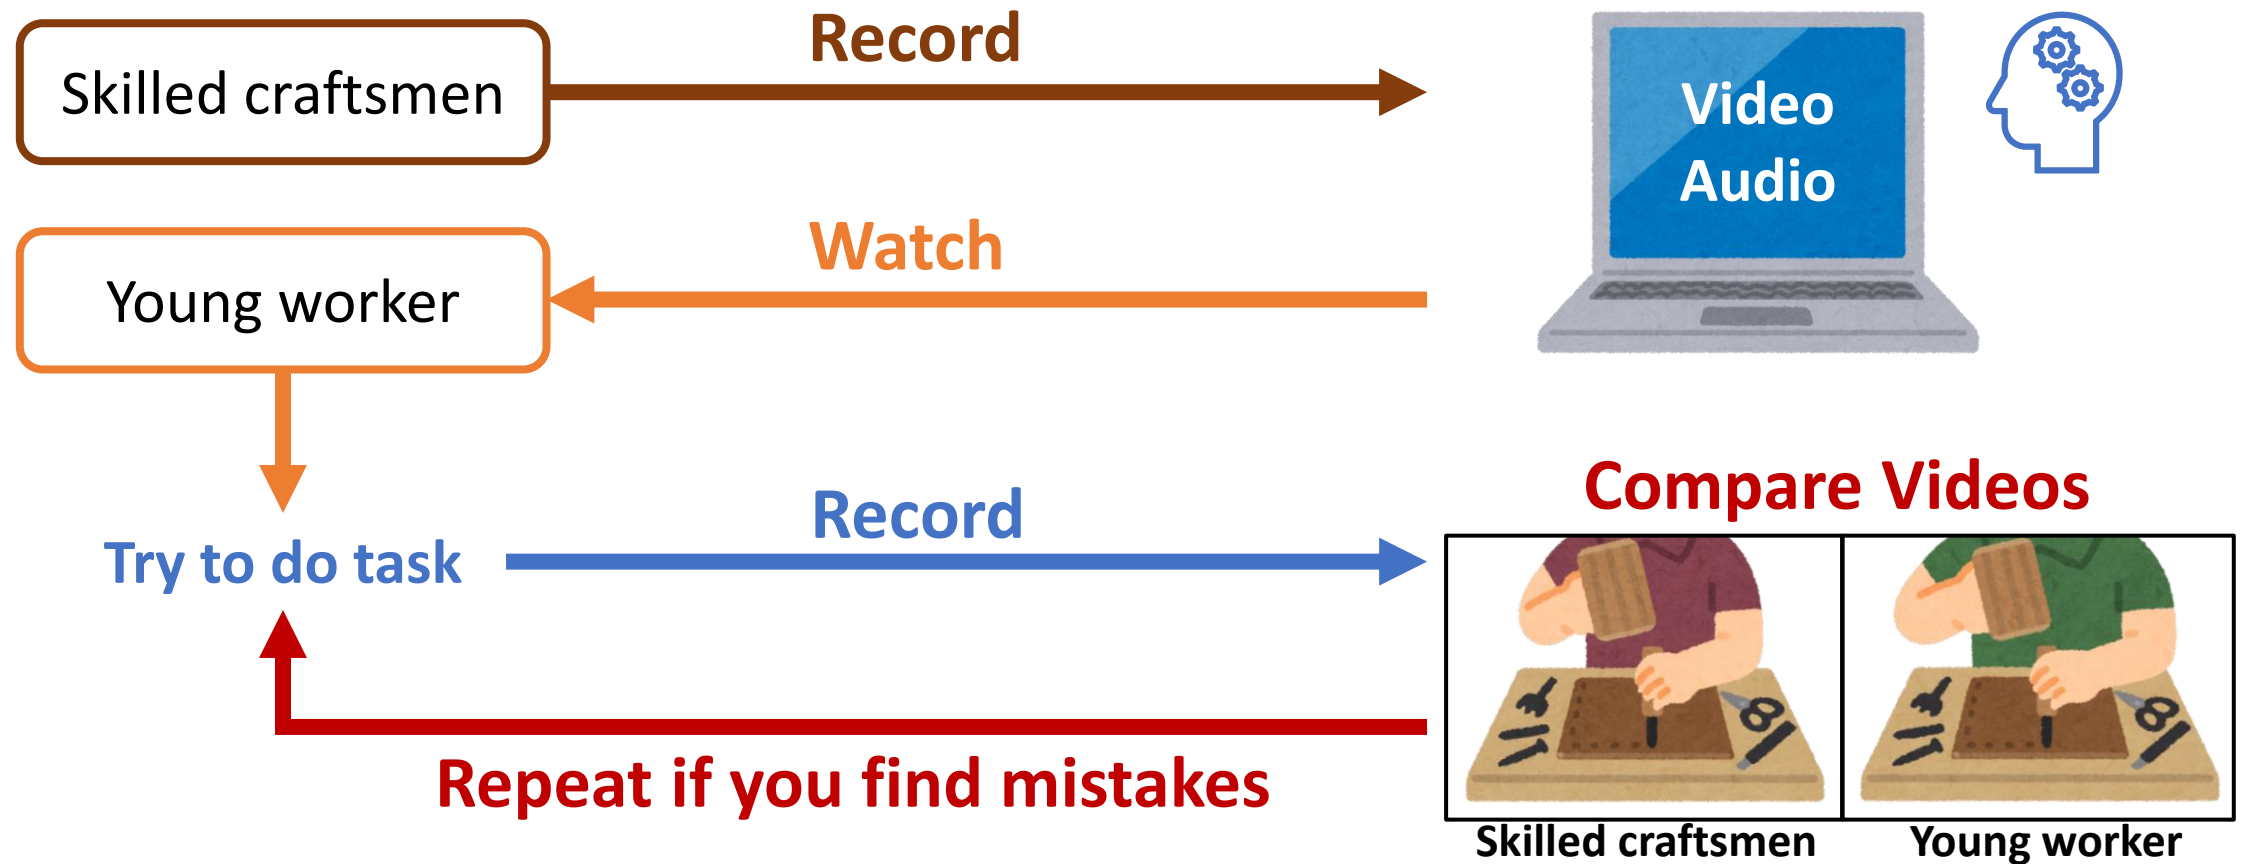 Record
Skilled craftsmen
Video
Audio
Watch
Young worker
Compare Videos
Record
Try to do task
Repeat if you find mistakes
Skilled craftsmen
Young worker